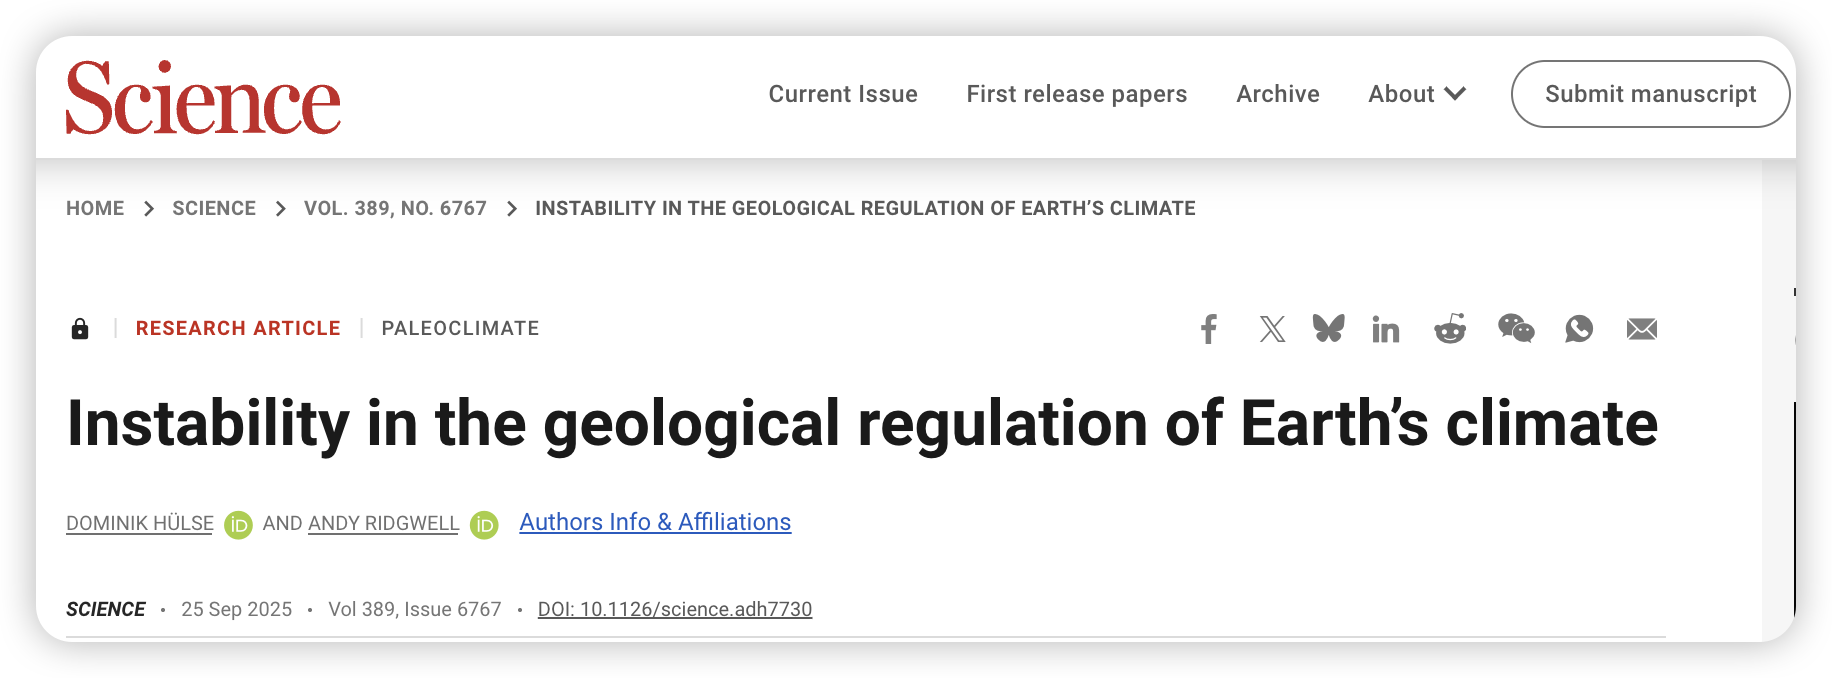 Science
Current Issue First release papers Archive About Submit manuscript
HOME > SCIENCE > VOL. 389, NO. 6767 > INSTABILITY IN THE GEOLOGICAL REGULATION OF EARTH’S CLIMATE
RESEARCH ARTICLE | PALEOCLIMATE
Instability in the geological regulation of Earth’s climate
DOMINIK HÜLSE iD AND ANDY RIDGWELL iD Authors Info & Affiliations
SCIENCE • 25 Sep 2025 • Vol 389, Issue 6767 • DOI: 10.1126/science.adh7730